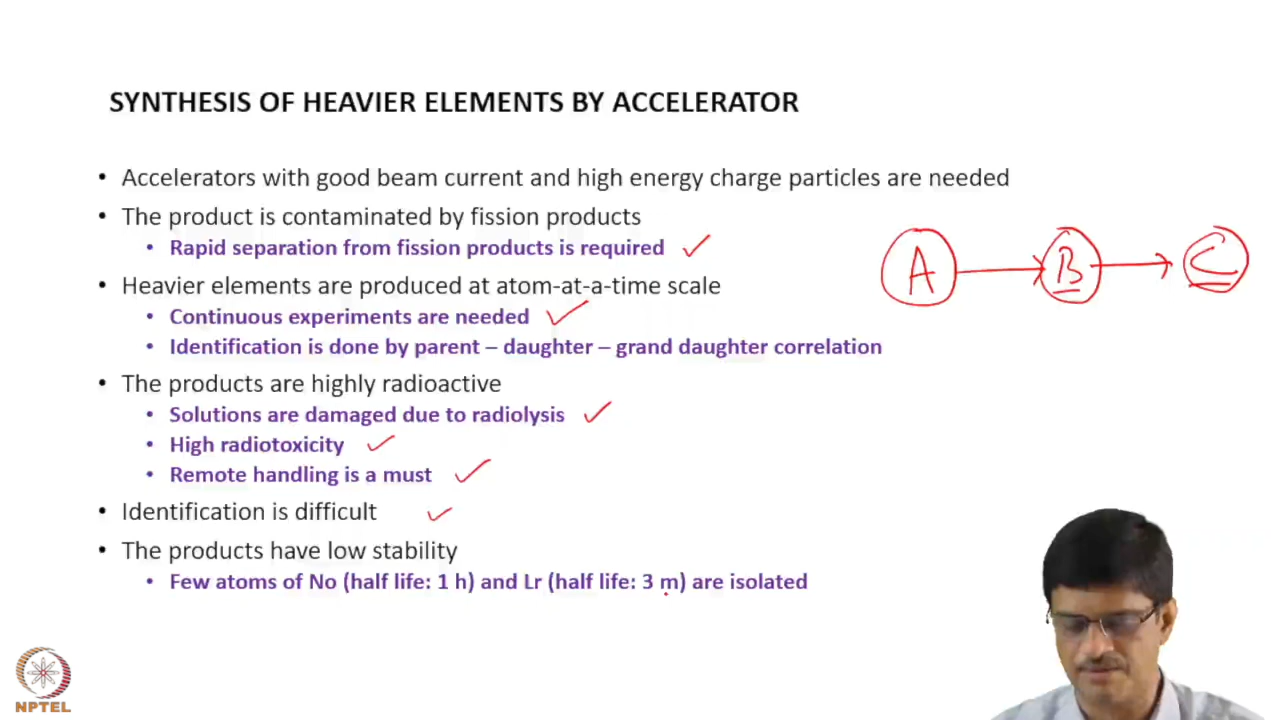 SYNTHESIS OF HEAVIER ELEMENTS BY ACCELERATOR
• Accelerators with good beam current and high energy charge particles are needed
• The product is contaminated by fission products
• Rapid separation from fission products is required
A B C
• Heavier elements are produced at atom-at-a-time scale
• Continuous experiments are needed
• Identification is done by parent – daughter – grand daughter correlation
• The products are highly radioactive
• Solutions are damaged due to radiolysis
• High radiotoxicity
• Remote handling is a must
• Identification is difficult
• The products have low stability
• Few atoms of No (half life: 1 h) and Lr (half life: 3 m) are isolated
NPTEL